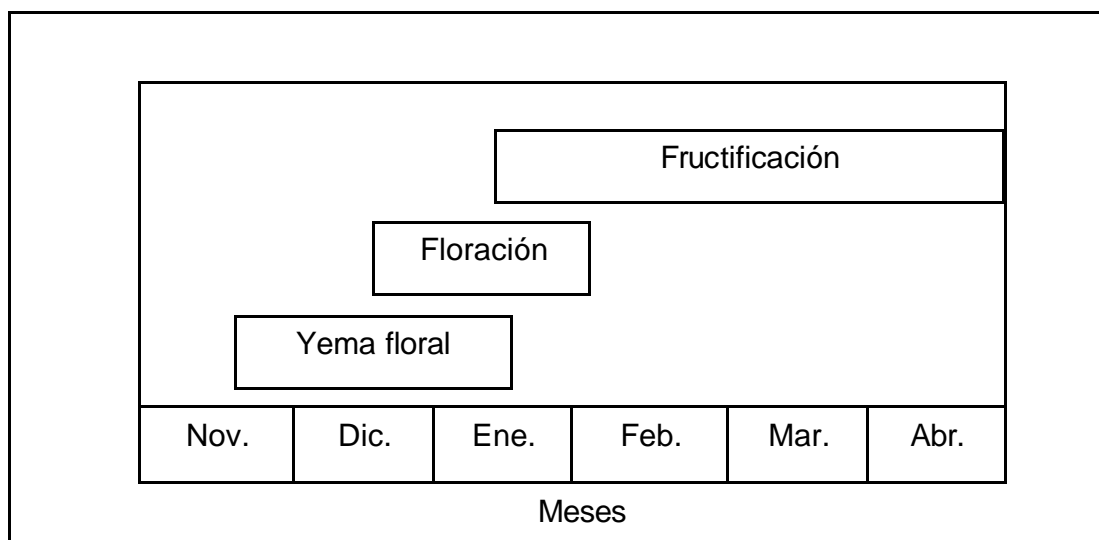 Fructificación
Floración
Yema floral
Nov. Dic. Ene. Feb. Mar. Abr.
Meses